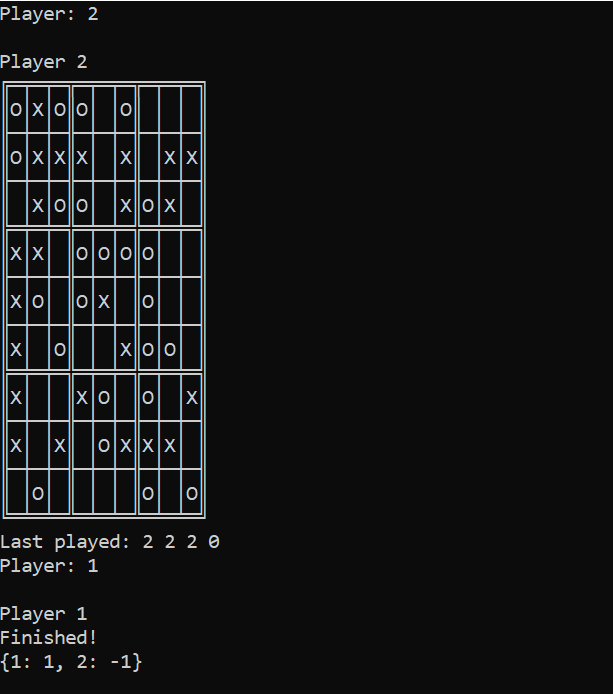 Player: 2
Player 2
O X O O O
O X X X X X X
X O O X O X
X X O O O O
X O O X O
X O X O O
X X O O X
X X O X X X
O O O
Last played: 2 2 2 0
Player: 1
Player 1
Finished!
{1: 1, 2: -1}